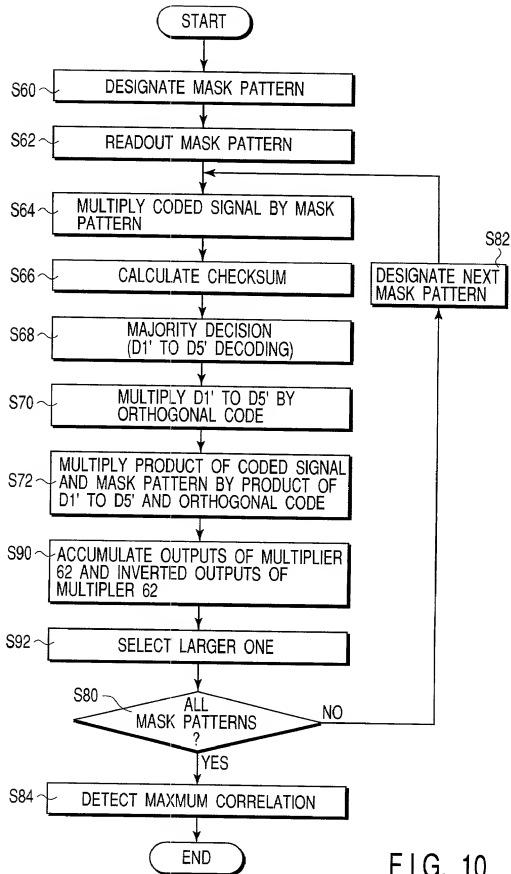 START
S60
DESIGNATE MASK PATTERN
S62
READOUT MASK PATTERN
S64
MULTIPLY CODED SIGNAL BY MASK
PATTERN
S82
DESIGNATE NEXT
MASK PATTERN
S66
CALCULATE CHECKSUM
S68
MAJORITY DECISION
(D1' TO D5' DECODING)
S70
MULTIPLY D1' TO D5' BY
ORTHOGONAL CODE
S72
MULTIPLY PRODUCT OF CODED SIGNAL
AND MASK PATTERN BY PRODUCT OF
D1' TO D5' AND ORTHOGONAL CODE
S90
ACCUMULATE OUTPUTS OF MULTIPLIER
62 AND INVERTED OUTPUTS OF
MULTIPLER 62
S92
SELECT LARGER ONE
S80
ALL
MASK PATTERNS
?
NO
YES
S84
DETECT MAXMUM CORRELATION
END
FIG. 10